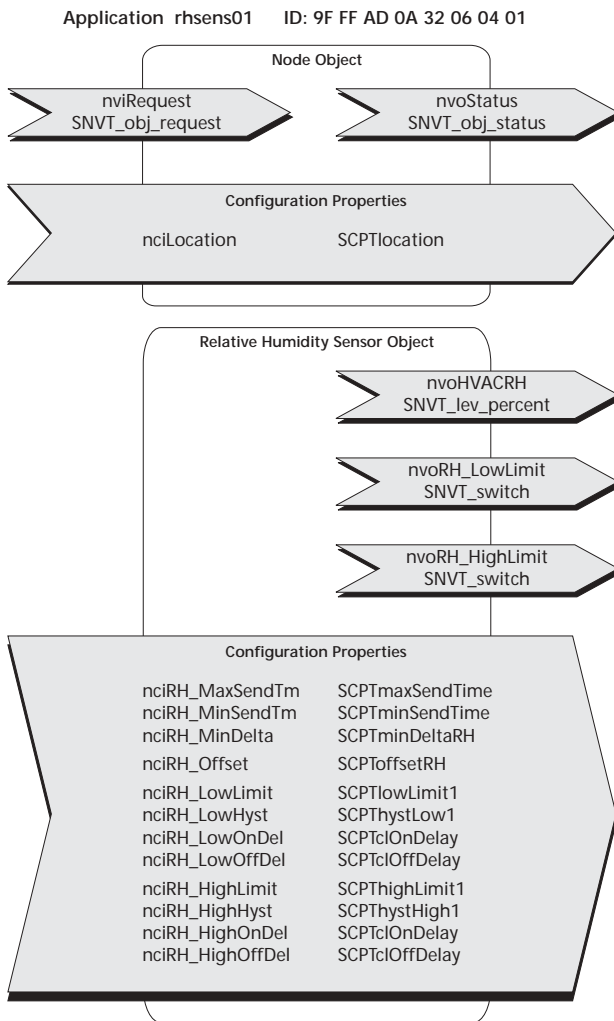 Application rhsens01 ID: 9F FF AD 0A 32 06 04 01
Node Object
nviRequest
SNVT_obj_request
nvoStatus
SNVT_obj_status
Configuration Properties
nciLocation SCPTlocation
Relative Humidity Sensor Object
nvoHVACRH
SNVT_lev_percent
nvoRH_LowLimit
SNVT_switch
nvoRH_HighLimit
SNVT_switch
Configuration Properties
nciRH_MaxSendTm SCPTmaxSendTime
nciRH_MinSendTm SCPTminSendTime
nciRH_MinDelta SCPTminDeltaRH
nciRH_Offset SCPToffsetRH
nciRH_LowLimit SCPTlowLimit1
nciRH_LowHyst SCPThystLow1
nciRH_LowOnDel SCPTclOnDelay
nciRH_LowOffDel SCPTclOffDelay
nciRH_HighLimit SCPThighLimit1
nciRH_HighHyst SCPThystHigh1
nciRH_HighOnDel SCPTclOnDelay
nciRH_HighOffDel SCPTclOffDelay